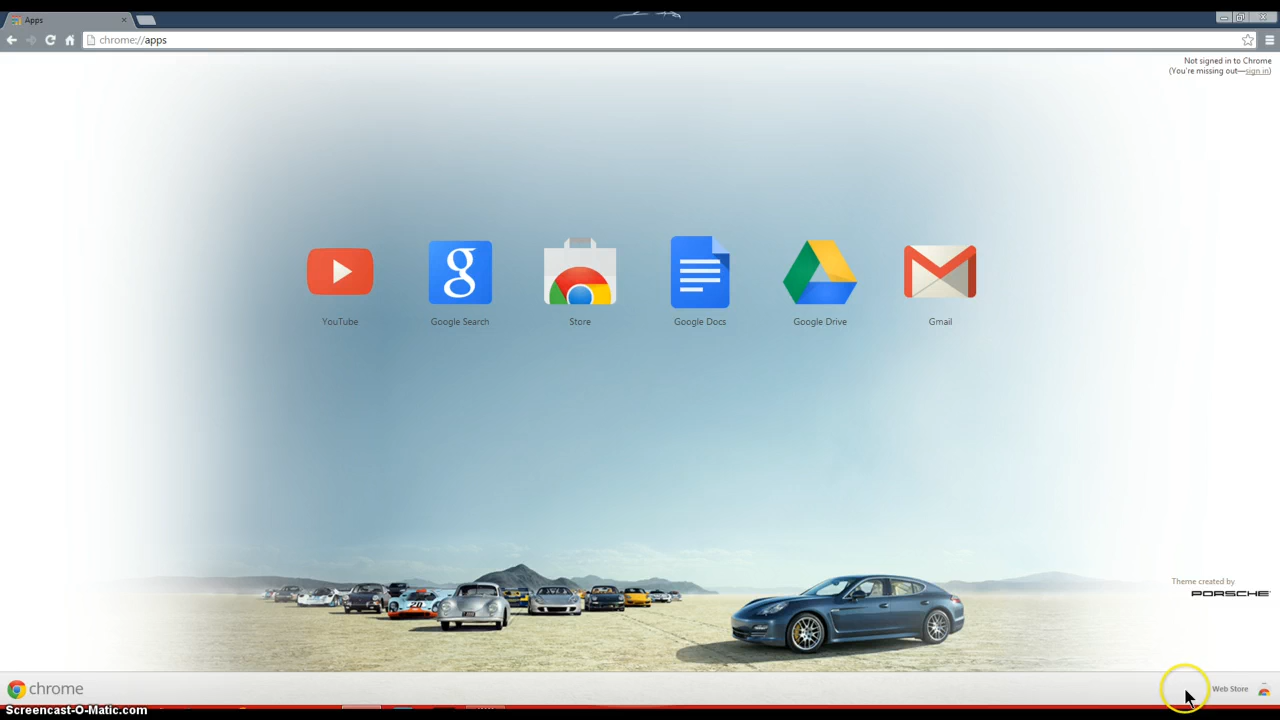 Apps
chrome://apps
Not signed in to Chrome
(You're missing out—sign in)
YouTube
Google Search
Store
Google Docs
Google Drive
Gmail
Theme created by
PORSCHE
chrome
Web Store
Screencast-O-Matic.com